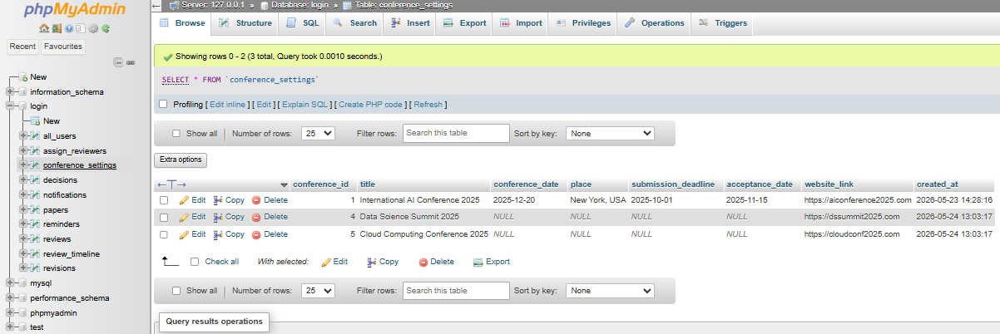 phpMyAdmin
Recent Favourites
New
information_schema
login
New
all_users
assign_reviewers
conference_settings
decisions
notifications
papers
reminders
reviews
review_timeline
revisions
mysql
performance_schema
phpmyadmin
test
Server: 127.0.0.1 » Database: login » Table: conference_settings
Browse Structure SQL Search Insert Export Import Privileges Operations Triggers
Showing rows 0 - 2 (3 total, Query took 0.0010 seconds.)
SELECT * FROM `conference_settings`
Profiling [ Edit inline ] [ Edit ] [ Explain SQL ] [ Create PHP code ] [ Refresh ]
Show all Number of rows: 25 Filter rows: Search this table Sort by key: None
Extra options
←T→ conference_id title conference_date place submission_deadline acceptance_date website_link created_at
Edit Copy Delete 1 International AI Conference 2025 2025-12-20 New York, USA 2025-10-01 2025-11-15 https://aiconference2025.com 2026-05-23 14:28:16
Edit Copy Delete 4 Data Science Summit 2025 NULL NULL NULL NULL https://dssummit2025.com 2026-05-24 13:03:17
Edit Copy Delete 5 Cloud Computing Conference 2025 NULL NULL NULL NULL https://cloudconf2025.com 2026-05-24 13:03:17
Check all With selected: Edit Copy Delete Export
Show all Number of rows: 25 Filter rows: Search this table Sort by key: None
Query results operations